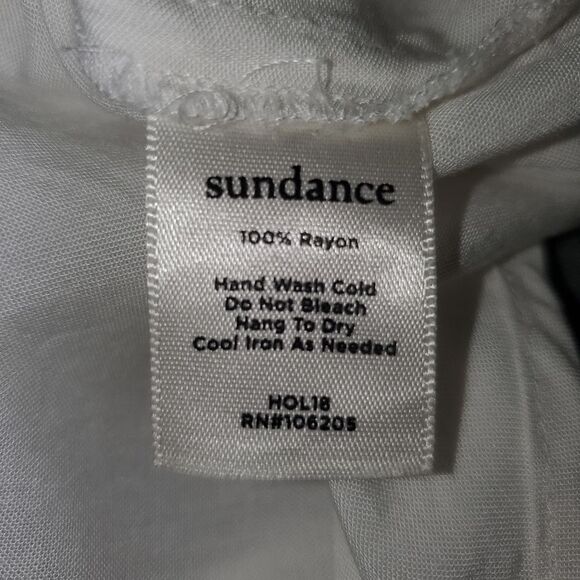 sundance
100% Rayon
Hand Wash Cold
Do Not Bleach
Hang To Dry
Cool Iron As Needed
HOL18
RN#106205